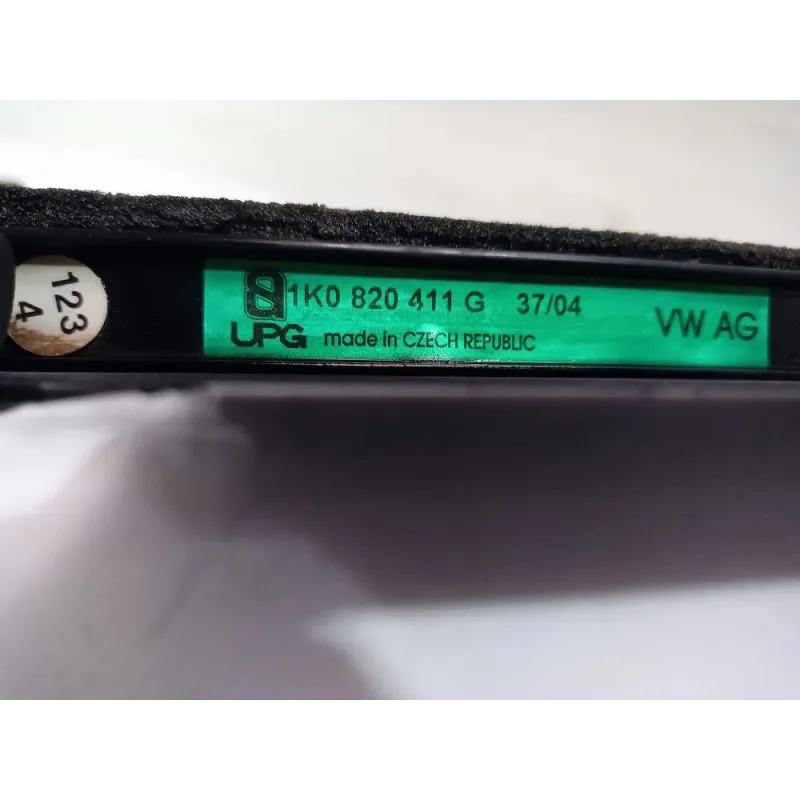 123
4
1K0 820 411 G 37/04
VW AG
UPG made in CZECH REPUBLIC